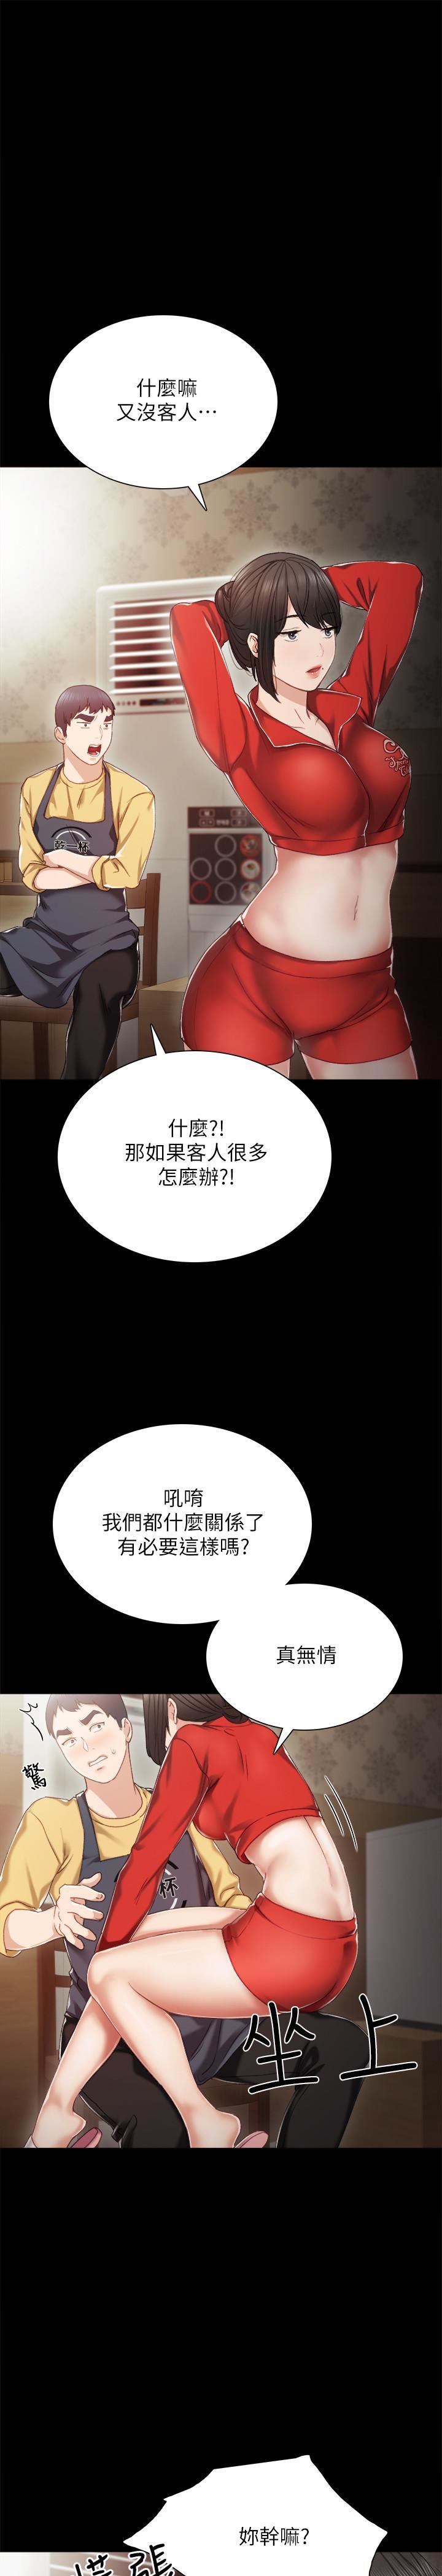 什麼嘛
又沒客人…
乾一杯
什麼?!
那如果客人很多
怎麼辦?!
吼唷
我們都什麼關係了
有必要這樣嗎?
真無情
驚
杯
坐上
妳幹嘛?
慌張